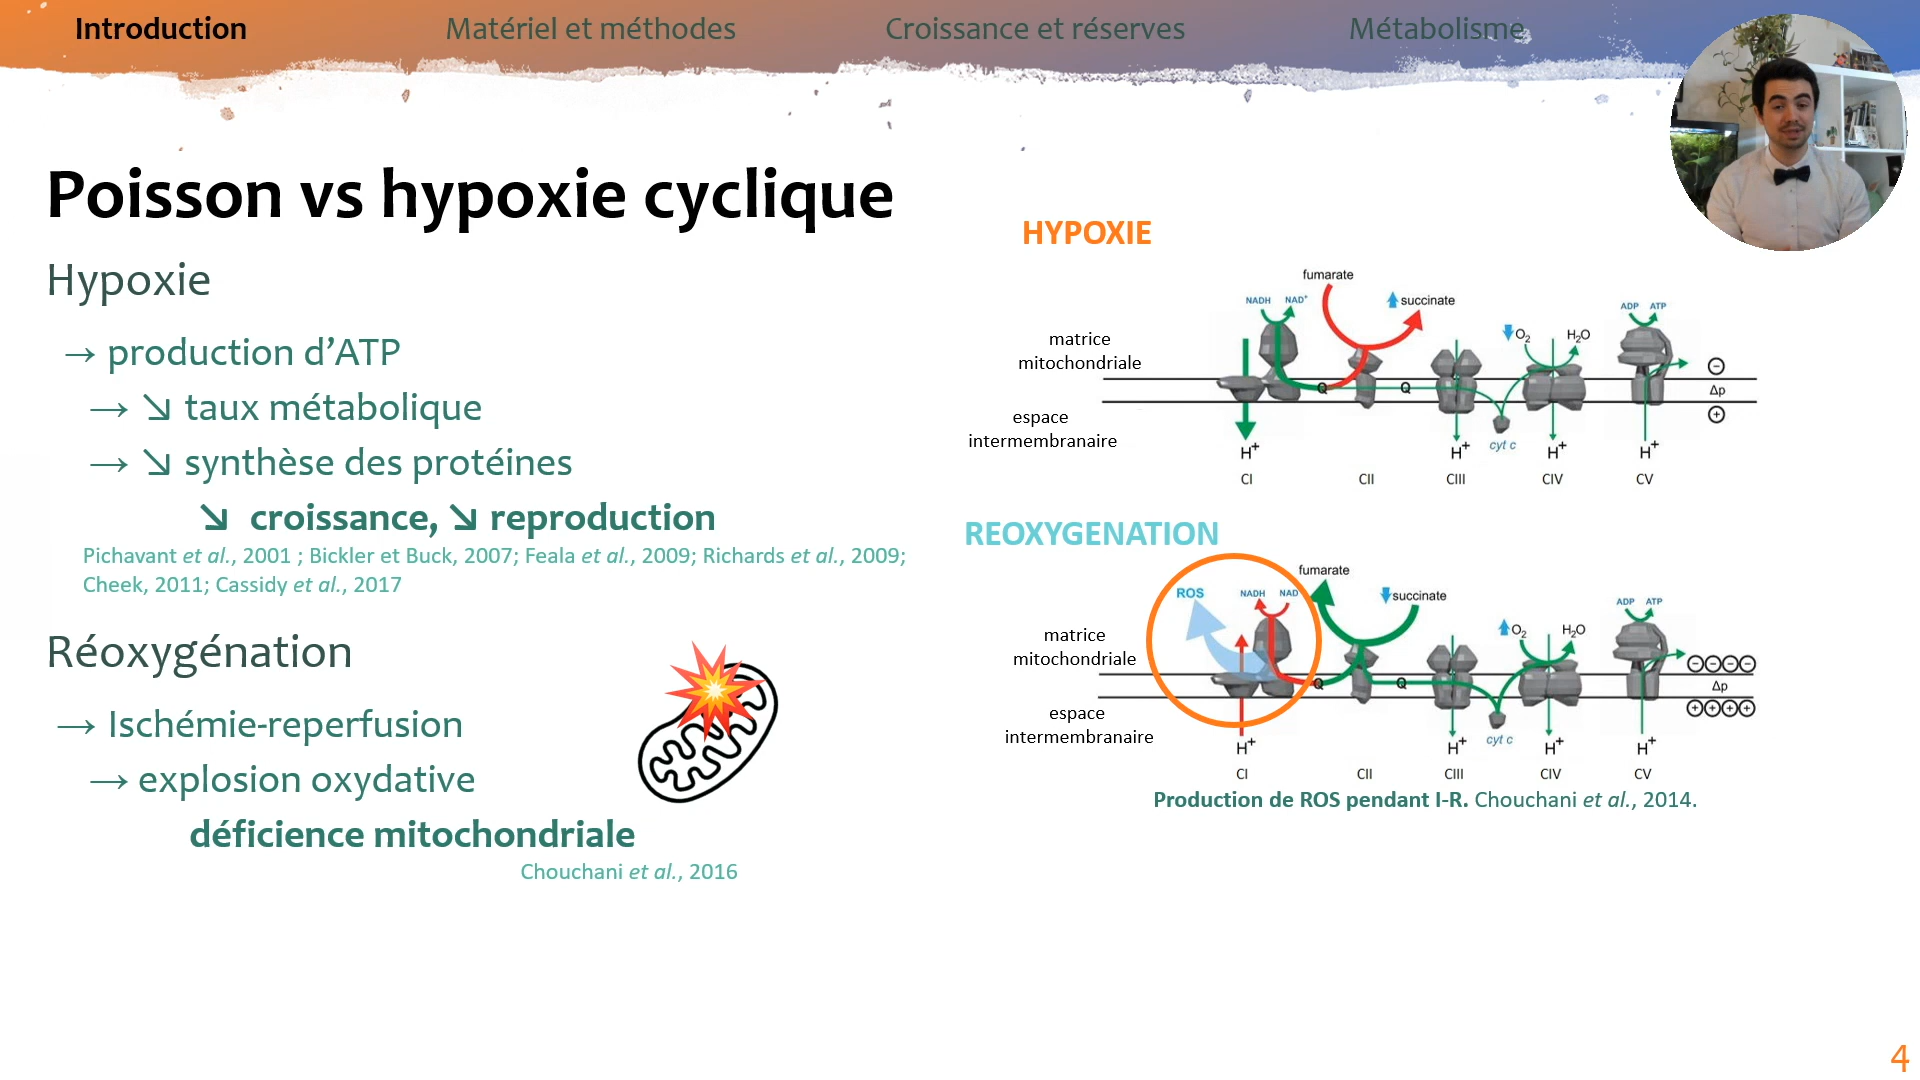 Introduction Matériel et méthodes Croissance et réserves Métabolisme
Poisson vs hypoxie cyclique
Hypoxie
→ production d’ATP
→ ↘ taux métabolique
→ ↘ synthèse des protéines
↘ croissance, ↘ reproduction
Pichavant et al., 2001 ; Bickler et Buck, 2007; Feala et al., 2009; Richards et al., 2009;
Cheek, 2011; Cassidy et al., 2017
Réoxygénation
→ Ischémie-reperfusion
→ explosion oxydative
déficience mitochondriale
Chouchani et al., 2016
HYPOXIE
fumarate
NADH NAD⁺ succinate ADP ATP
matrice
mitochondriale
O₂ H₂O
Q Q Δp
espace
intermembranaire
cyt c
H⁺ H⁺ H⁺ H⁺
CI CII CIII CIV CV
REOXYGENATION
fumarate
ROS NADH NAD succinate ADP ATP
matrice
mitochondriale
O₂ H₂O
Q Q Δp
espace
intermembranaire
cyt c
H⁺ H⁺ H⁺ H⁺
CI CII CIII CIV CV
Production de ROS pendant I-R. Chouchani et al., 2014.
4